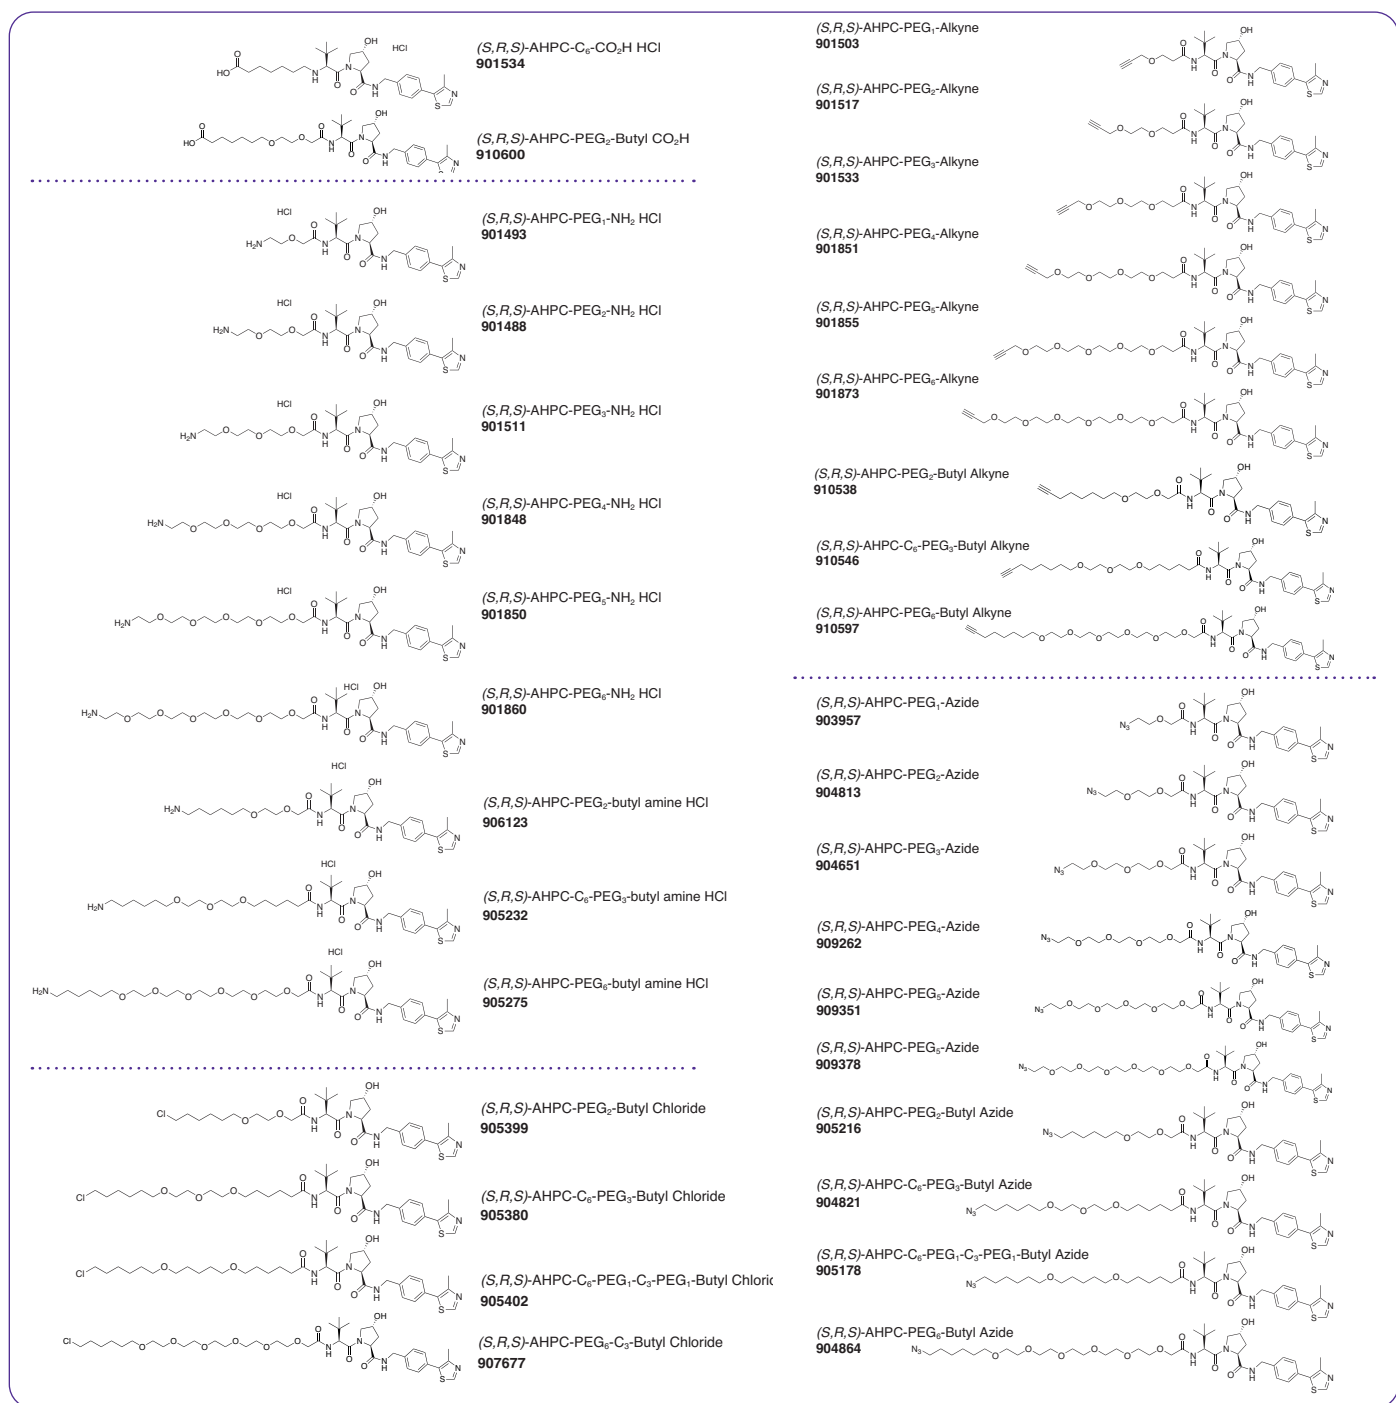 (S,R,S)-AHPC-C₆-CO₂H HCl
901534
(S,R,S)-AHPC-PEG₂-Butyl CO₂H
910600
(S,R,S)-AHPC-PEG₁-NH₂ HCl
901493
(S,R,S)-AHPC-PEG₂-NH₂ HCl
901488
(S,R,S)-AHPC-PEG₃-NH₂ HCl
901511
(S,R,S)-AHPC-PEG₄-NH₂ HCl
901848
(S,R,S)-AHPC-PEG₅-NH₂ HCl
901850
(S,R,S)-AHPC-PEG₆-NH₂ HCl
901860
(S,R,S)-AHPC-PEG₂-butyl amine HCl
906123
(S,R,S)-AHPC-C₆-PEG₃-butyl amine HCl
905232
(S,R,S)-AHPC-PEG₆-butyl amine HCl
905275
(S,R,S)-AHPC-PEG₂-Butyl Chloride
905399
(S,R,S)-AHPC-C₆-PEG₃-Butyl Chloride
905380
(S,R,S)-AHPC-C₆-PEG₁-C₃-PEG₁-Butyl Chloric
905402
(S,R,S)-AHPC-PEG₆-C₃-Butyl Chloride
907677
(S,R,S)-AHPC-PEG₁-Alkyne
901503
(S,R,S)-AHPC-PEG₂-Alkyne
901517
(S,R,S)-AHPC-PEG₃-Alkyne
901533
(S,R,S)-AHPC-PEG₄-Alkyne
901851
(S,R,S)-AHPC-PEG₅-Alkyne
901855
(S,R,S)-AHPC-PEG₆-Alkyne
901873
(S,R,S)-AHPC-PEG₂-Butyl Alkyne
910538
(S,R,S)-AHPC-C₆-PEG₃-Butyl Alkyne
910546
(S,R,S)-AHPC-PEG₆-Butyl Alkyne
910597
(S,R,S)-AHPC-PEG₁-Azide
903957
(S,R,S)-AHPC-PEG₂-Azide
904813
(S,R,S)-AHPC-PEG₃-Azide
904651
(S,R,S)-AHPC-PEG₄-Azide
909262
(S,R,S)-AHPC-PEG₅-Azide
909351
(S,R,S)-AHPC-PEG₅-Azide
909378
(S,R,S)-AHPC-PEG₂-Butyl Azide
905216
(S,R,S)-AHPC-C₆-PEG₃-Butyl Azide
904821
(S,R,S)-AHPC-C₆-PEG₁-C₃-PEG₁-Butyl Azide
905178
(S,R,S)-AHPC-PEG₆-Butyl Azide
904864